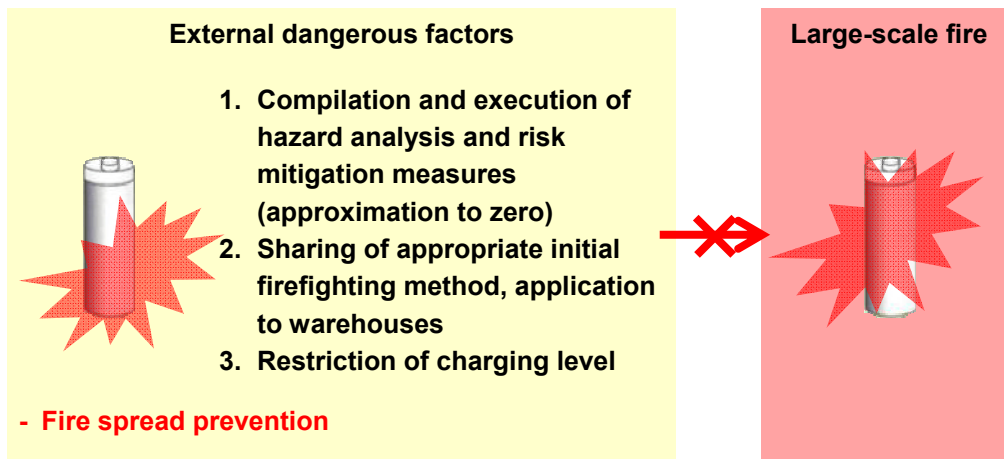 External dangerous factors
1. Compilation and execution of
hazard analysis and risk
mitigation measures
(approximation to zero)
2. Sharing of appropriate initial
firefighting method, application
to warehouses
3. Restriction of charging level
- Fire spread prevention
Large-scale fire